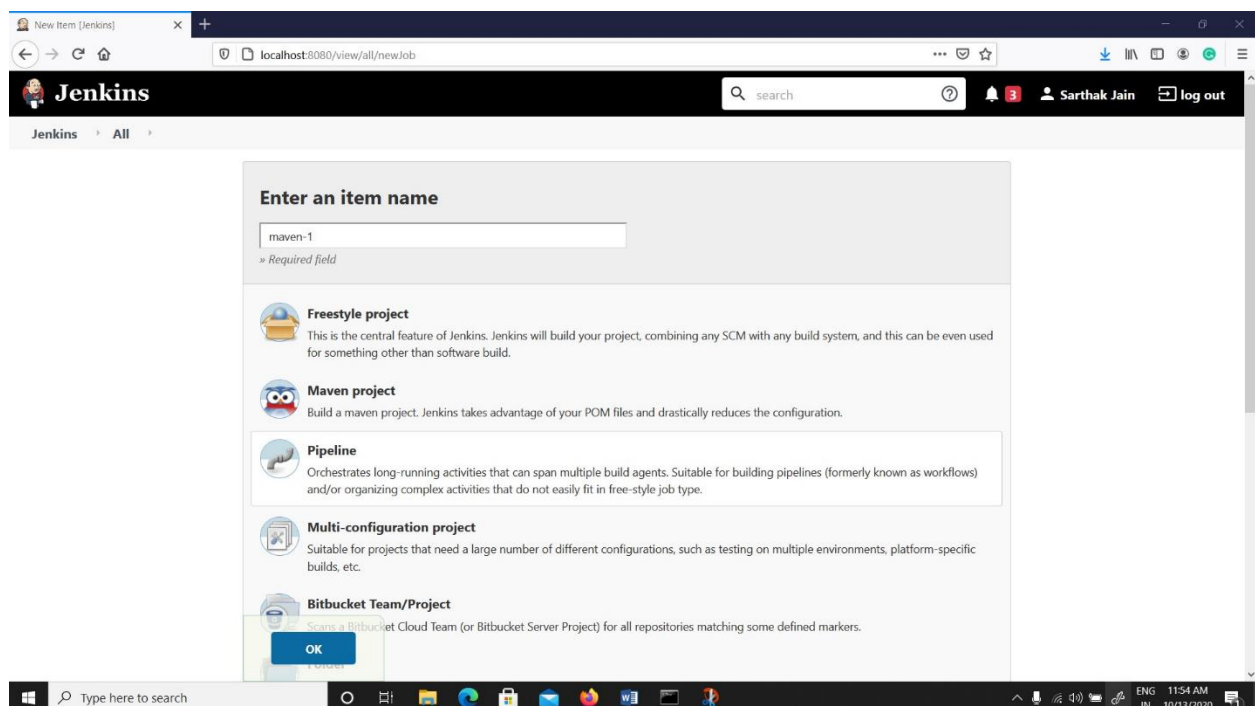 New Item [Jenkins]
localhost:8080/view/all/newJob
Jenkins
search
3
Sarthak Jain
log out
Jenkins
All
Enter an item name
maven-1
» Required field
Freestyle project
This is the central feature of Jenkins. Jenkins will build your project, combining any SCM with any build system, and this can be even used
for something other than software build.
Maven project
Build a maven project. Jenkins takes advantage of your POM files and drastically reduces the configuration.
Pipeline
Orchestrates long-running activities that can span multiple build agents. Suitable for building pipelines (formerly known as workflows)
and/or organizing complex activities that do not easily fit in free-style job type.
Multi-configuration project
Suitable for projects that need a large number of different configurations, such as testing on multiple environments, platform-specific
builds, etc.
Bitbucket Team/Project
Scans a Bitbucket Cloud Team (or Bitbucket Server Project) for all repositories matching some defined markers.
OK
Folder
Type here to search
ENG
IN
11:54 AM
10/13/2020